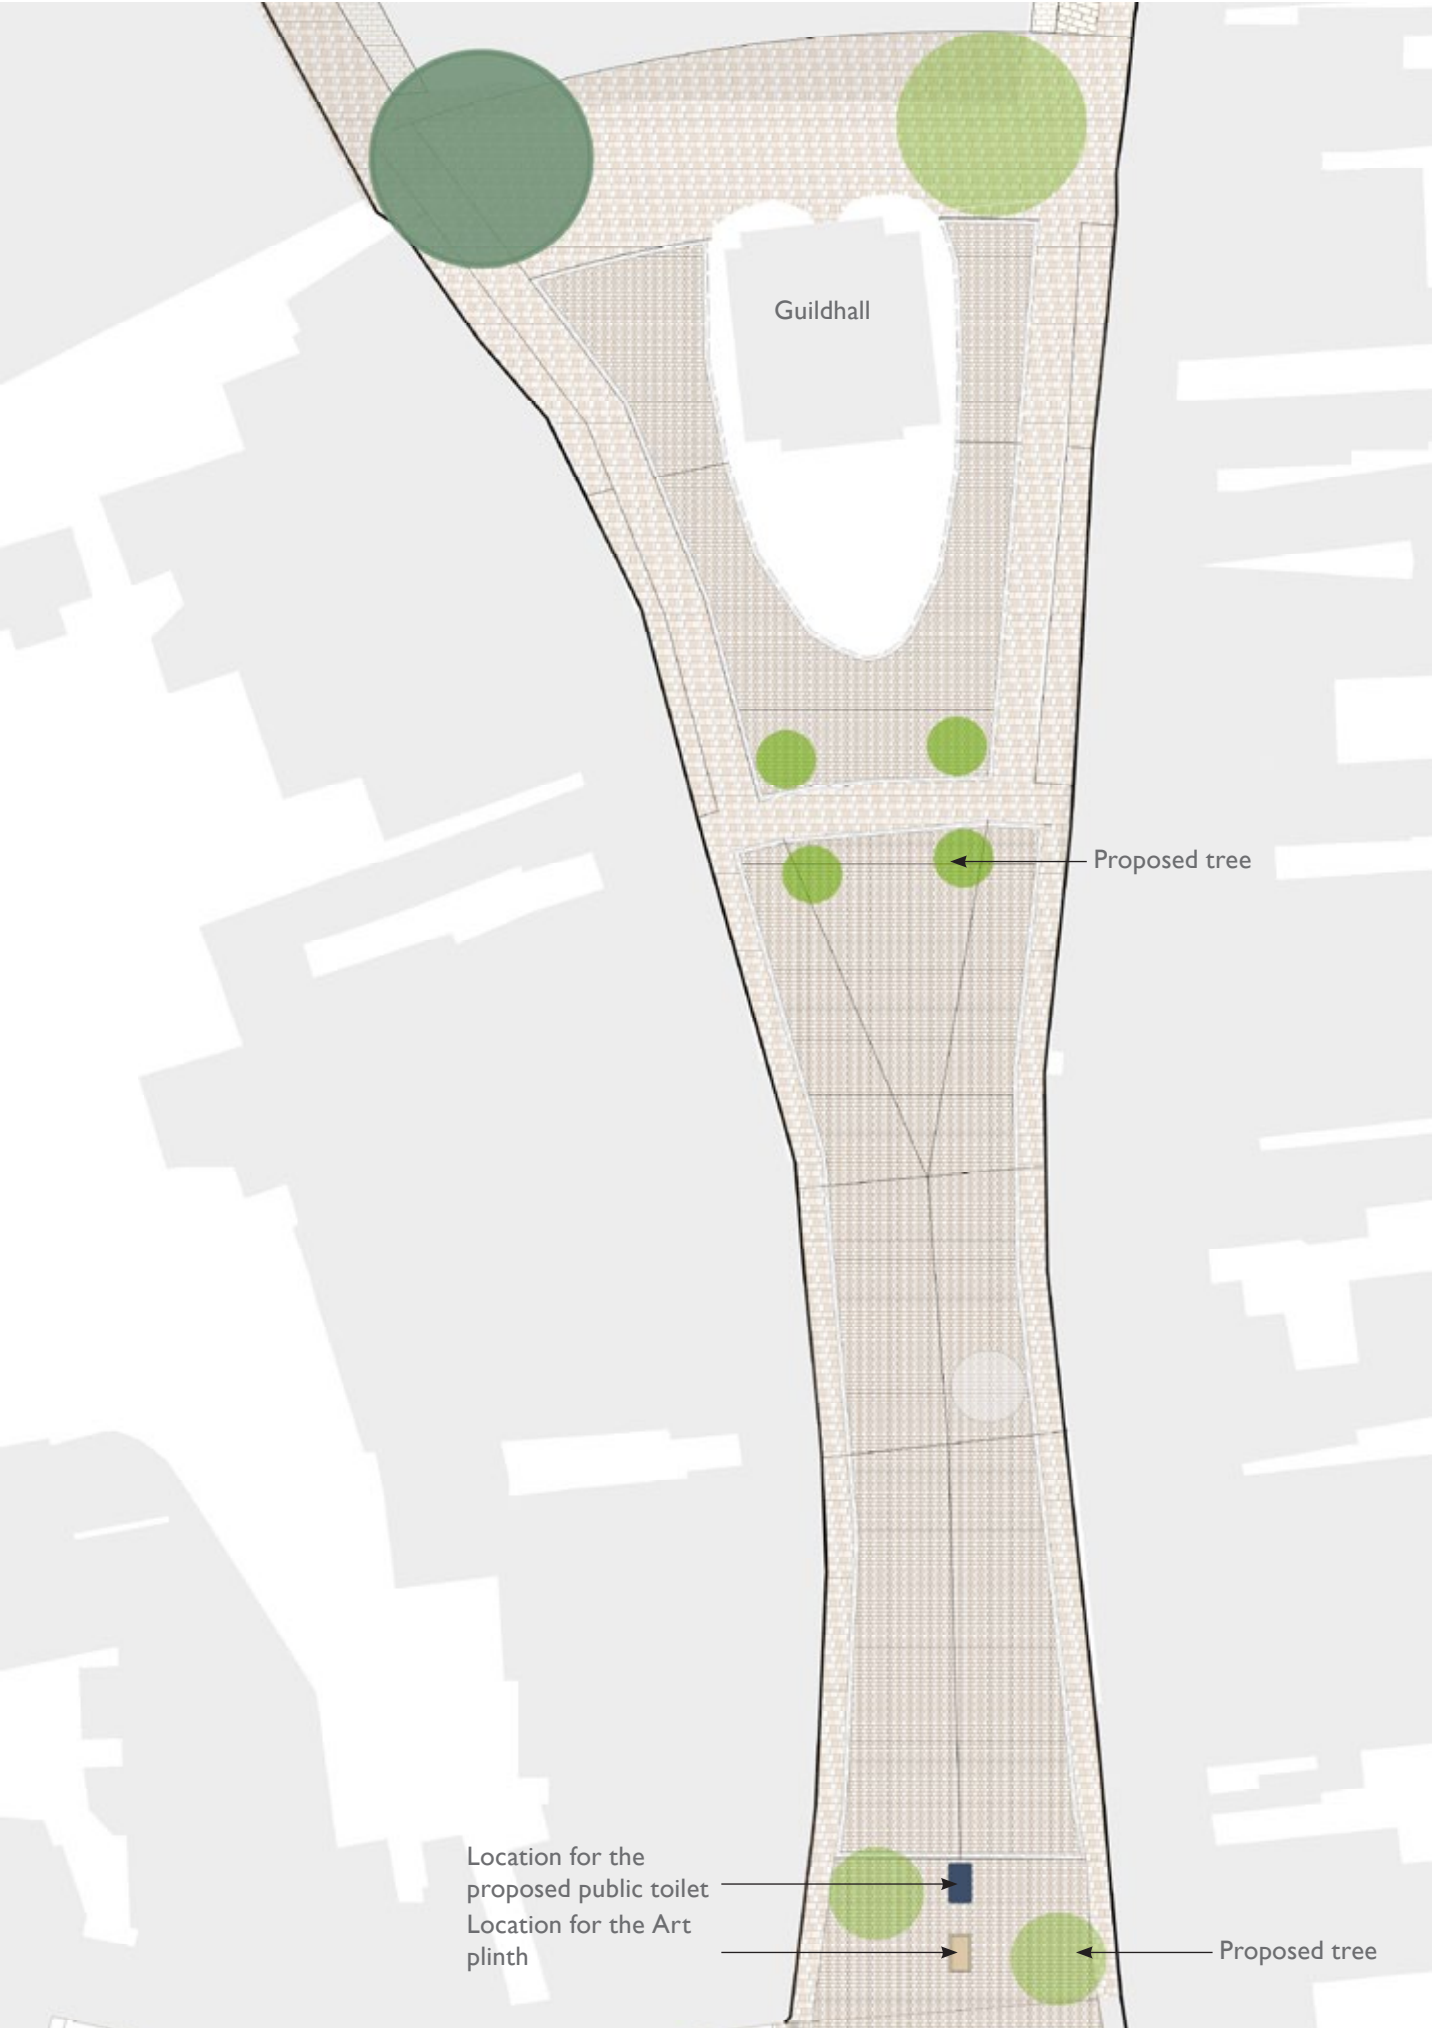 Guildhall
Proposed tree
Location for the
proposed public toilet
Location for the Art
plinth
Proposed tree